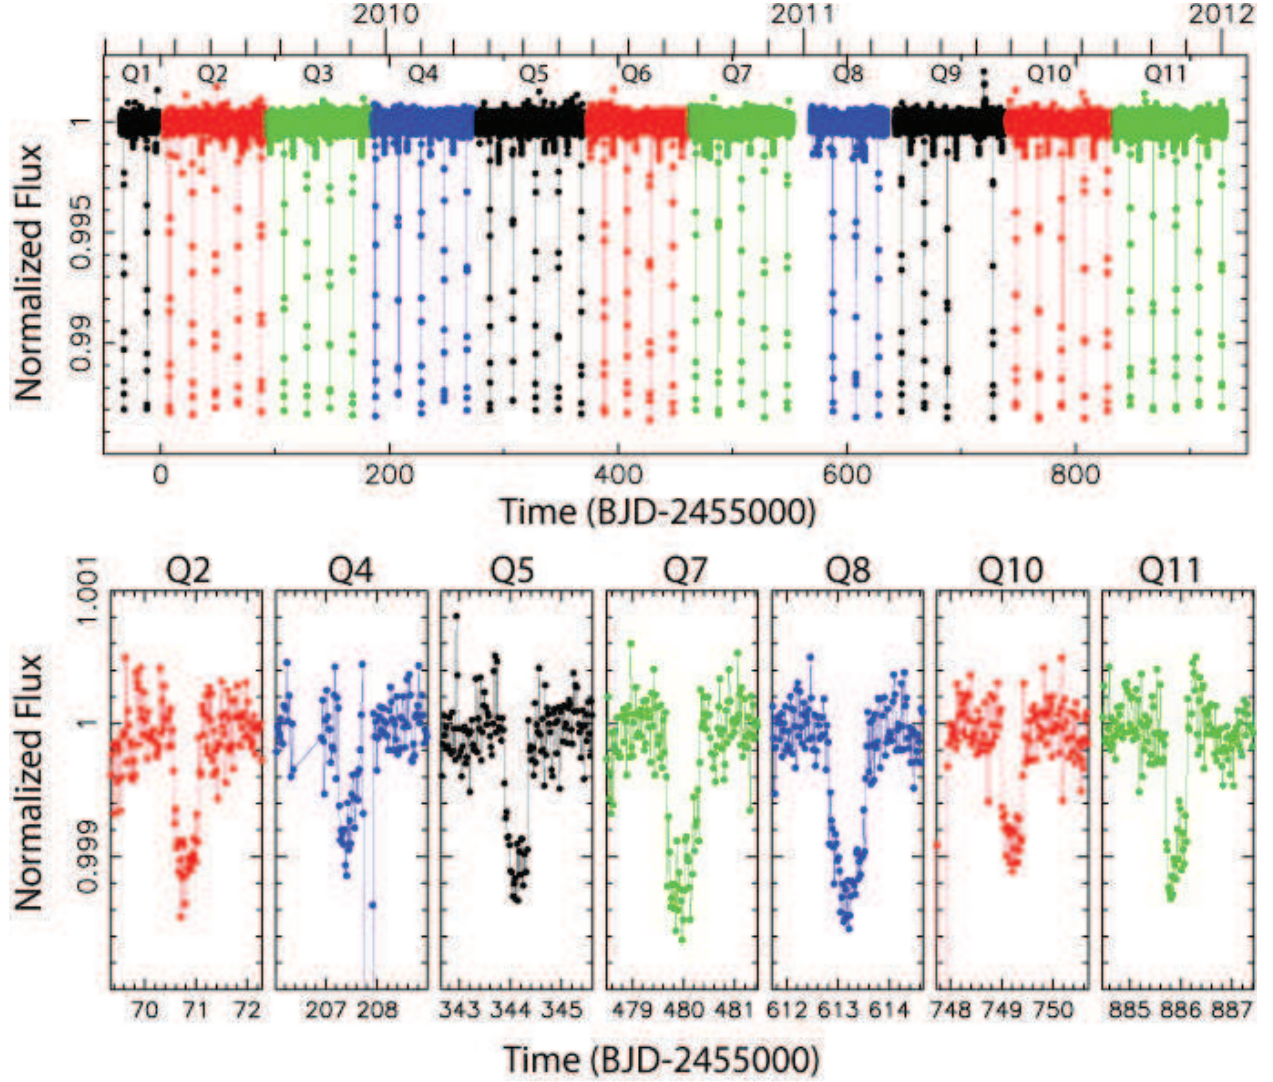 2010 2011 2012
Q1 Q2 Q3 Q4 Q5 Q6 Q7 Q8 Q9 Q10 Q11
Normalized Flux
1
0.995
0.99
0 200 400 600 800
Time (BJD-2455000)
Q2 Q4 Q5 Q7 Q8 Q10 Q11
Normalized Flux
1.001
1
0.999
70 71 72 207 208 343 344 345 479 480 481 612 613 614 748 749 750 885 886 887
Time (BJD-2455000)